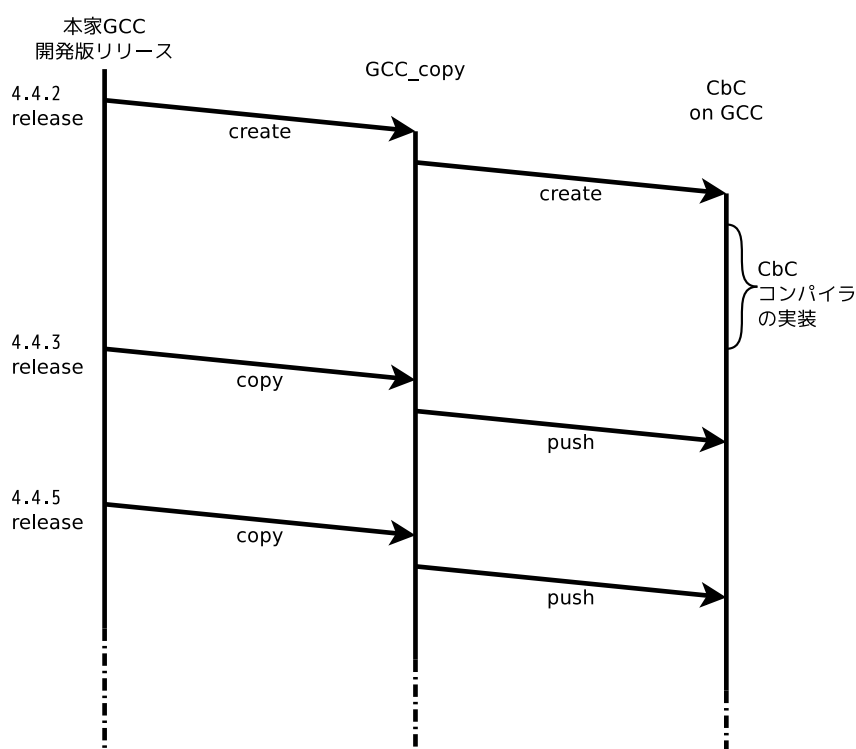 本家GCC
開発版リリース
GCC_copy
CbC
on GCC
4.4.2
release
create
create
CbC
コンパイラ
の実装
4.4.3
release
copy
push
4.4.5
release
copy
push